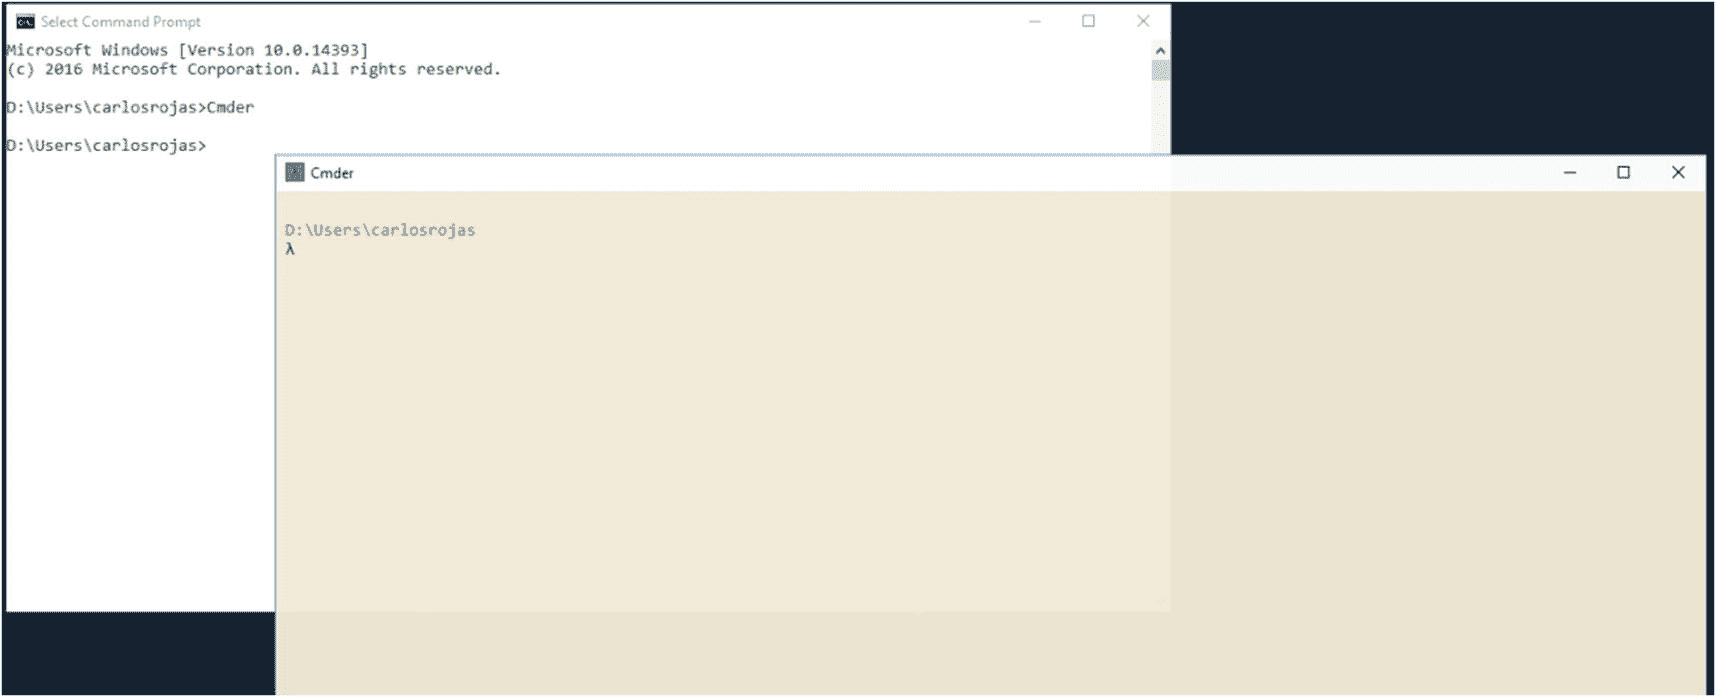 Select Command Prompt
Microsoft Windows [Version 10.0.14393]
(c) 2016 Microsoft Corporation. All rights reserved.
D:\Users\carlosrojas>Cmder
D:\Users\carlosrojas>
Cmder
D:\Users\carlosrojas
λ